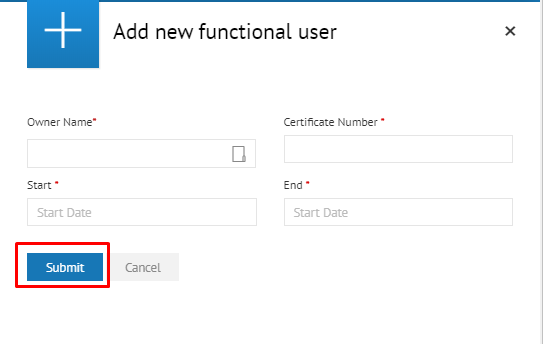 Add new functional user
Owner Name* Certificate Number *
Start * End *
Start Date Start Date
Submit Cancel